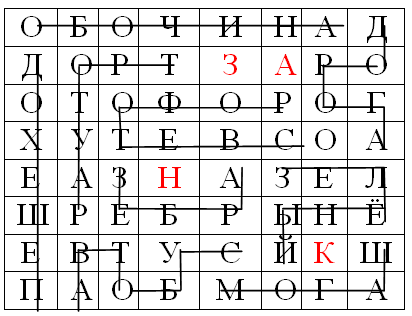 О Б О Ч И Н А Д
Д О Р Т З А Р О
О Т О Ф О Р О Г
Х У Т Е В С О А
Е А З Н А З Е Л
Ш Р Е Б Р Ы Н Ё
Е В Т У С Й К Ш
П А О Б М О Г А